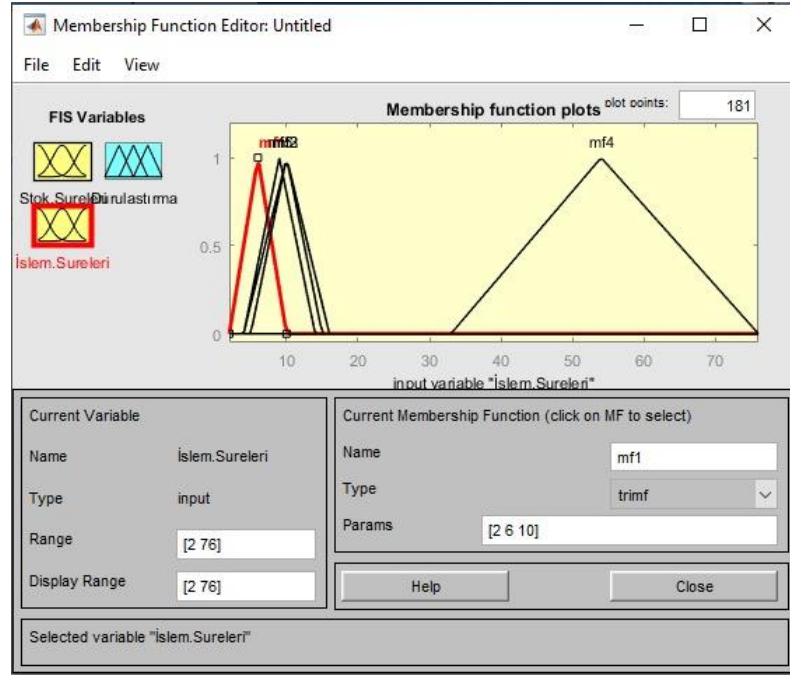 Membership Function Editor: Untitled
File Edit View
FIS Variables
Membership function plots
plot points:
181
mf4
1
0.5
0
10 20 30 40 50 60 70
input variable "İslem.Sureleri"
İslem.Sureleri
Current Variable
Name İslem.Sureleri
Type input
Range [2 76]
Display Range [2 76]
Current Membership Function (click on MF to select)
Name mf1
Type trimf
Params [2 6 10]
Help Close
Selected variable "İslem.Sureleri"